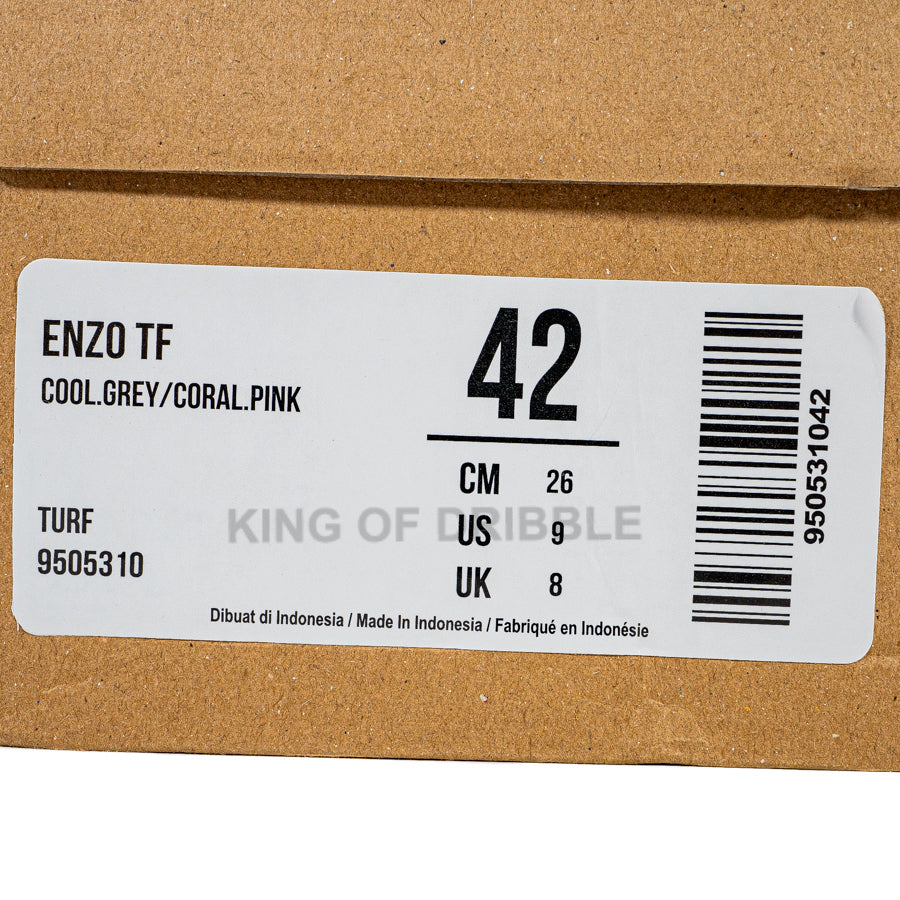 ENZO TF
COOL.GREY/CORAL.PINK
TURF
9505310
42
CM 26
US 9
UK 8
KING OF DRIBBLE
Dibuat di Indonesia / Made In Indonesia / Fabriqué en Indonésie
950531042